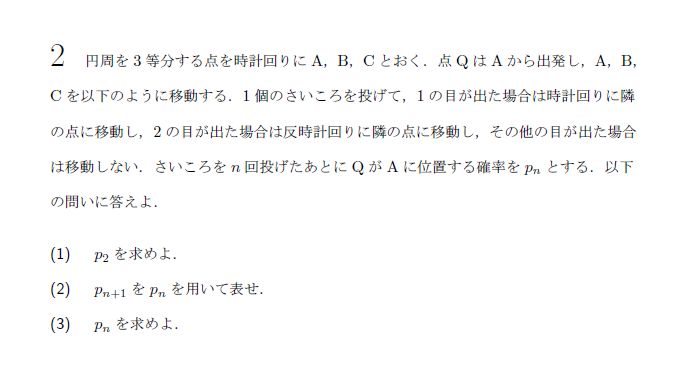 2 円周を 3 等分する点を時計回りに A，B，C とおく．点 Q は A から出発し，A，B，
C を以下のように移動する．1 個のさいころを投げて，1 の目が出た場合は時計回りに隣
の点に移動し，2 の目が出た場合は反時計回りに隣の点に移動し，その他の目が出た場合
は移動しない．さいころを n 回投げたあとに Q が A に位置する確率を pₙ とする．以下
の問いに答えよ．
(1) p₂ を求めよ．
(2) pₙ₊₁ を pₙ を用いて表せ．
(3) pₙ を求めよ．